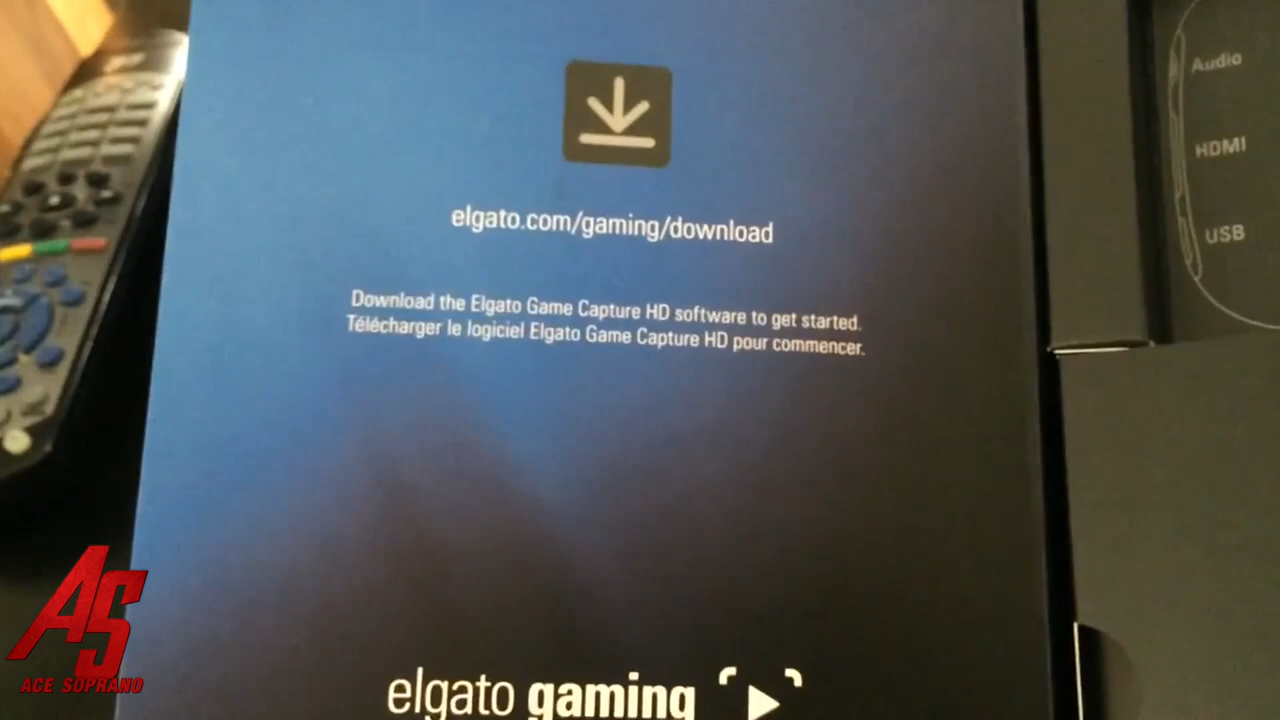 Audio
HDMI
USB
elgato.com/gaming/download
Download the Elgato Game Capture HD software to get started.
Télécharger le logiciel Elgato Game Capture HD pour commencer.
elgato gaming
AS
ACE SOPRANO